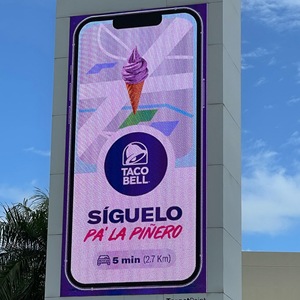 TACO
BELL
SÍGUELO
PA' LA PIÑERO
5 min (2.7 Km)